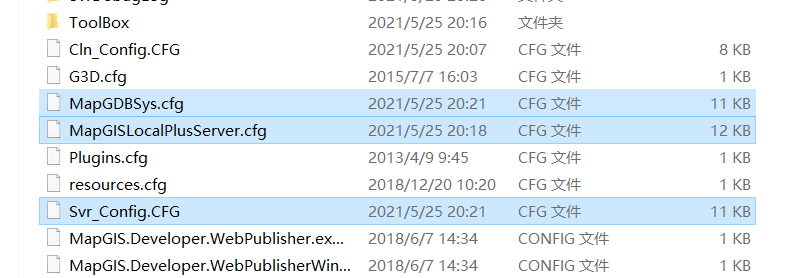 ToolBox 2021/5/25 20:16 文件夹
Cln_Config.CFG 2021/5/25 20:07 CFG 文件 8 KB
G3D.cfg 2015/7/7 16:03 CFG 文件 1 KB
MapGDBSys.cfg 2021/5/25 20:21 CFG 文件 11 KB
MapGISLocalPlusServer.cfg 2021/5/25 20:18 CFG 文件 12 KB
Plugins.cfg 2013/4/9 9:45 CFG 文件 1 KB
resources.cfg 2018/12/20 10:20 CFG 文件 1 KB
Svr_Config.CFG 2021/5/25 20:21 CFG 文件 11 KB
MapGIS.Developer.WebPublisher.ex... 2018/6/7 14:34 CONFIG 文件 1 KB
MapGIS.Developer.WebPublisherWin... 2018/6/7 14:34 CONFIG 文件 1 KB